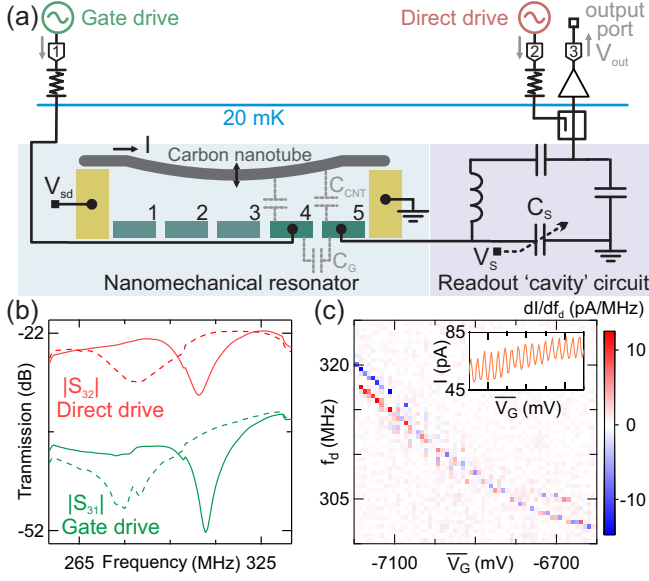 (a)
Gate drive
Direct drive
output
port
V_out
1
2
3
20 mK
I
Carbon nanotube
V_sd
C_CNT
1 2 3 4 5
C_G
C_S
V_S
Nanomechanical resonator
Readout 'cavity' circuit
(b)
-22
|S_32|
Direct drive
|S_31|
Gate drive
-52
Tranmission (dB)
265 Frequency (MHz) 325
(c)
dI/df_d (pA/MHz)
85
I (pA)
45
V_G (mV)
320
f_d (MHz)
305
-7100 V_G (mV) -6700
10
0
-10